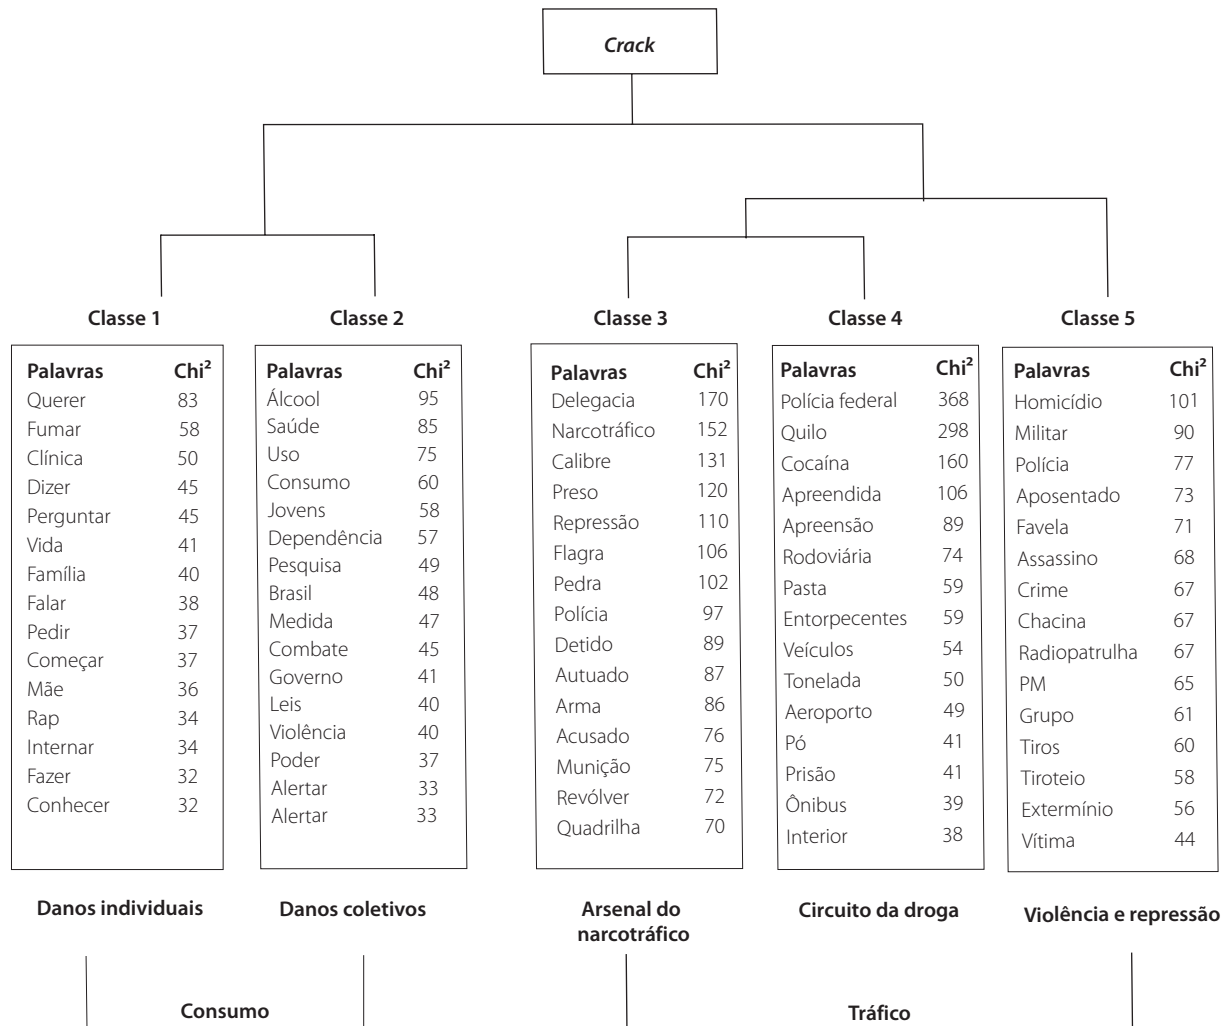 Crack
Classe 1
Palavras Chi²
Querer 83
Fumar 58
Clínica 50
Dizer 45
Perguntar 45
Vida 41
Família 40
Falar 38
Pedir 37
Começar 37
Mãe 36
Rap 34
Internar 34
Fazer 32
Conhecer 32
Danos individuais
Classe 2
Palavras Chi²
Álcool 95
Saúde 85
Uso 75
Consumo 60
Jovens 58
Dependência 57
Pesquisa 49
Brasil 48
Medida 47
Combate 45
Governo 41
Leis 40
Violência 40
Poder 37
Alertar 33
Alertar 33
Danos coletivos
Classe 3
Palavras Chi²
Delegacia 170
Narcotráfico 152
Calibre 131
Preso 120
Repressão 110
Flagra 106
Pedra 102
Polícia 97
Detido 89
Autuado 87
Arma 86
Acusado 76
Munição 75
Revólver 72
Quadrilha 70
Arsenal do
narcotráfico
Classe 4
Palavras Chi²
Polícia federal 368
Quilo 298
Cocaína 160
Apreendida 106
Apreensão 89
Rodoviária 74
Pasta 59
Entorpecentes 59
Veículos 54
Tonelada 50
Aeroporto 49
Pó 41
Prisão 41
Ônibus 39
Interior 38
Circuito da droga
Classe 5
Palavras Chi²
Homicídio 101
Militar 90
Polícia 77
Aposentado 73
Favela 71
Assassino 68
Crime 67
Chacina 67
Radiopatrulha 67
PM 65
Grupo 61
Tiros 60
Tiroteio 58
Extermínio 56
Vítima 44
Violência e repressão
Consumo
Tráfico